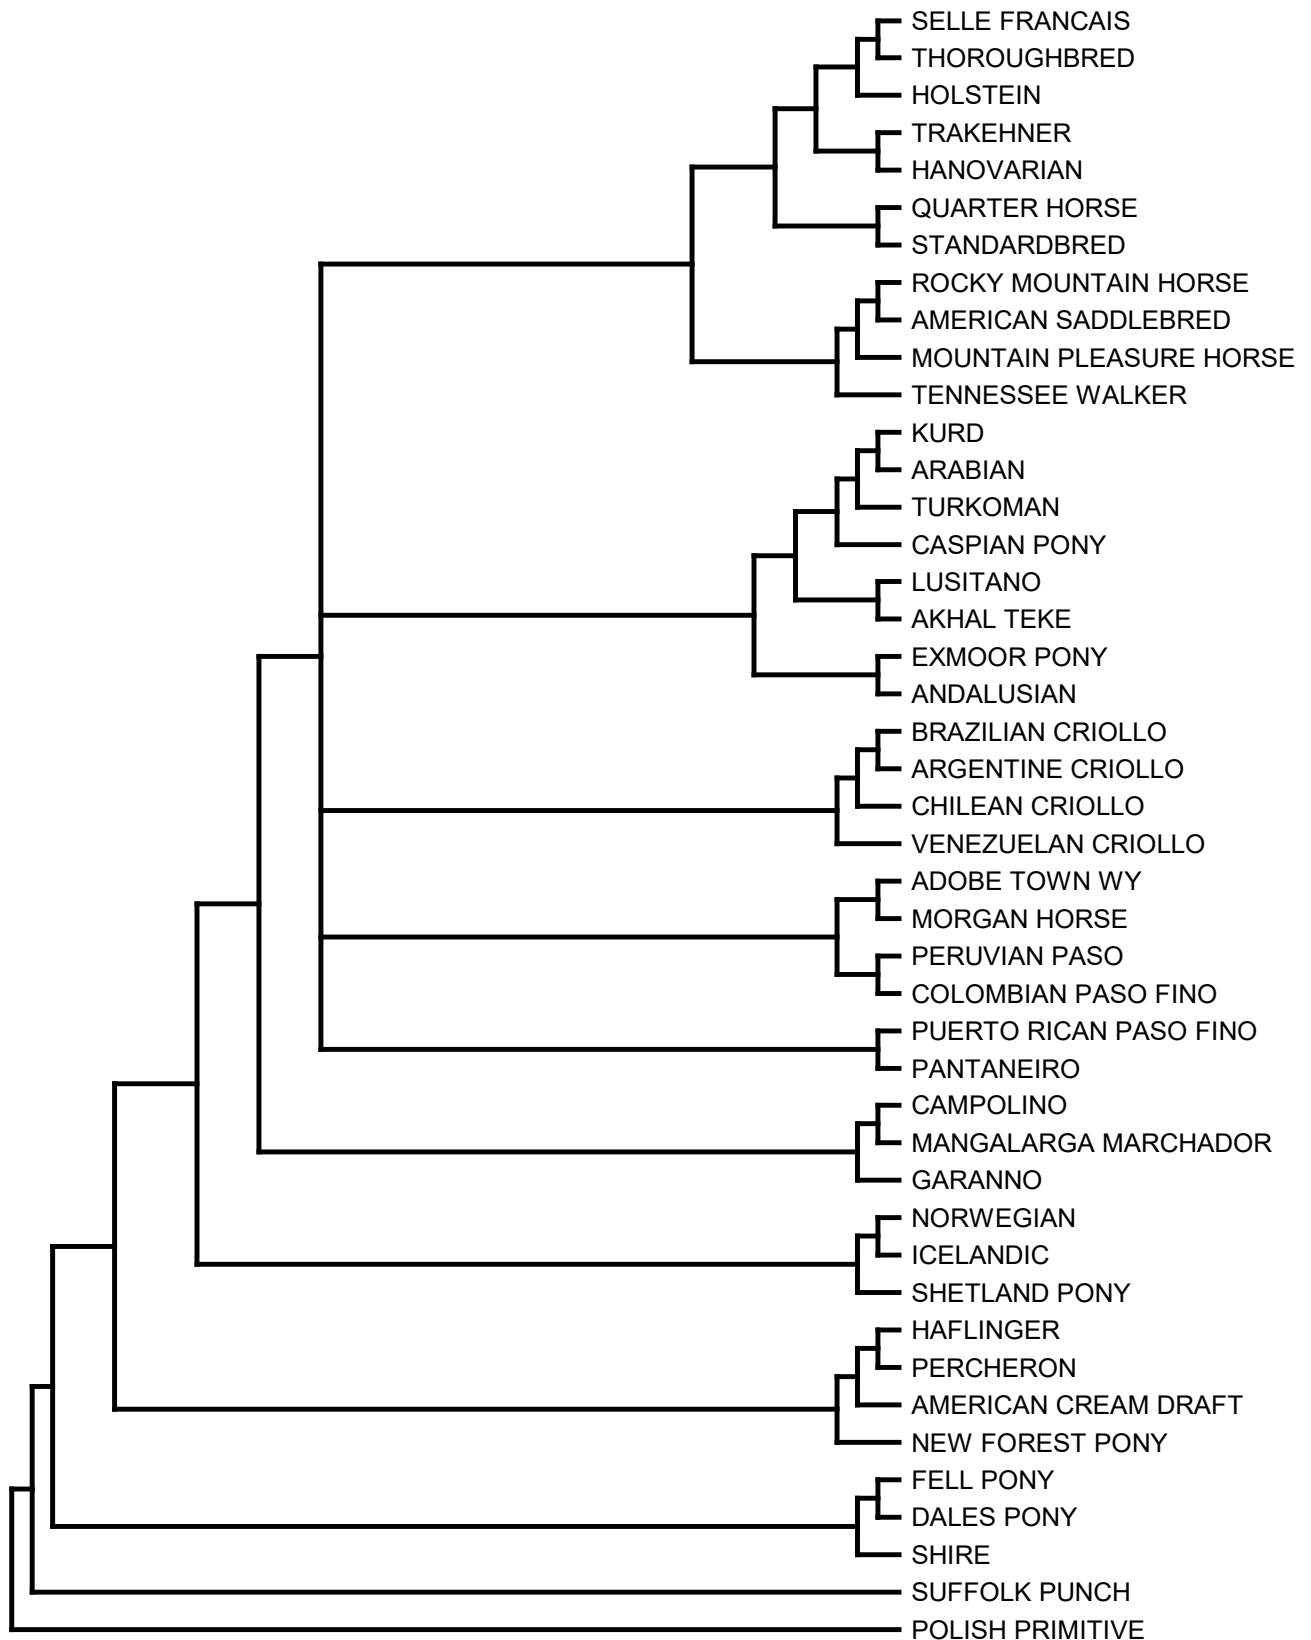 SELLE FRANCAIS
THOROUGHBRED
HOLSTEIN
TRAKEHNER
HANOVARIAN
QUARTER HORSE
STANDARDBRED
ROCKY MOUNTAIN HORSE
AMERICAN SADDLEBRED
MOUNTAIN PLEASURE HORSE
TENNESSEE WALKER
KURD
ARABIAN
TURKOMAN
CASPIAN PONY
LUSITANO
AKHAL TEKE
EXMOOR PONY
ANDALUSIAN
BRAZILIAN CRIOLLO
ARGENTINE CRIOLLO
CHILEAN CRIOLLO
VENEZUELAN CRIOLLO
ADOBE TOWN WY
MORGAN HORSE
PERUVIAN PASO
COLOMBIAN PASO FINO
PUERTO RICAN PASO FINO
PANTANEIRO
CAMPOLINO
MANGALARGA MARCHADOR
GARANNO
NORWEGIAN
ICELANDIC
SHETLAND PONY
HAFLINGER
PERCHERON
AMERICAN CREAM DRAFT
NEW FOREST PONY
FELL PONY
DALES PONY
SHIRE
SUFFOLK PUNCH
POLISH PRIMITIVE